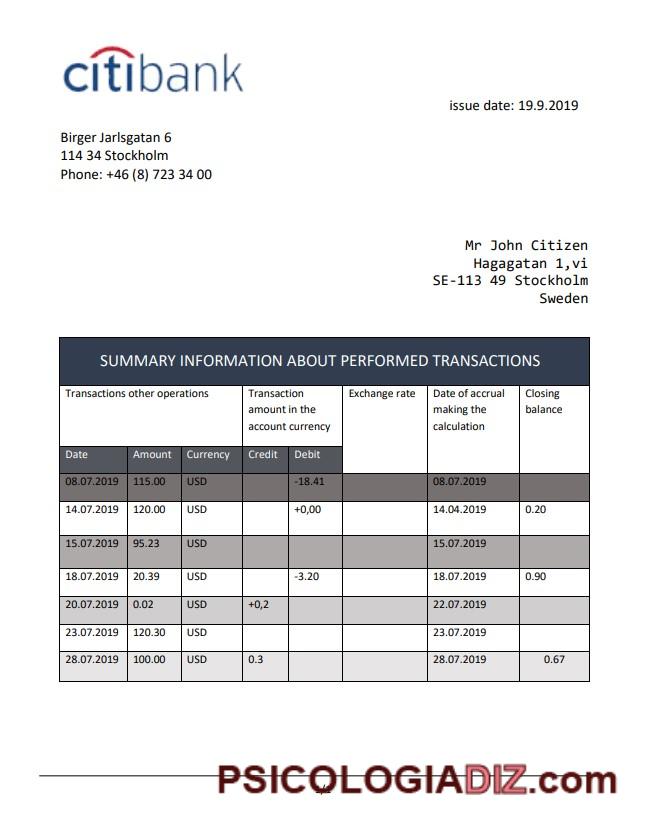 citibank
issue date: 19.9.2019
Birger Jarlsgatan 6
114 34 Stockholm
Phone: +46 (8) 723 34 00
Mr John Citizen
Hagagatan 1,vi
SE-113 49 Stockholm
Sweden
SUMMARY INFORMATION ABOUT PERFORMED TRANSACTIONS
Transactions other operations
Transaction
amount in the
account currency
Exchange rate
Date of accrual
making the
calculation
Closing
balance
Date Amount Currency Credit Debit
08.07.2019 115.00 USD -18.41 08.07.2019
14.07.2019 120.00 USD +0,00 14.04.2019 0.20
15.07.2019 95.23 USD 15.07.2019
18.07.2019 20.39 USD -3.20 18.07.2019 0.90
20.07.2019 0.02 USD +0,2 22.07.2019
23.07.2019 120.30 USD 23.07.2019
28.07.2019 100.00 USD 0.3 28.07.2019 0.67
PSICOLOGIADIZ.com